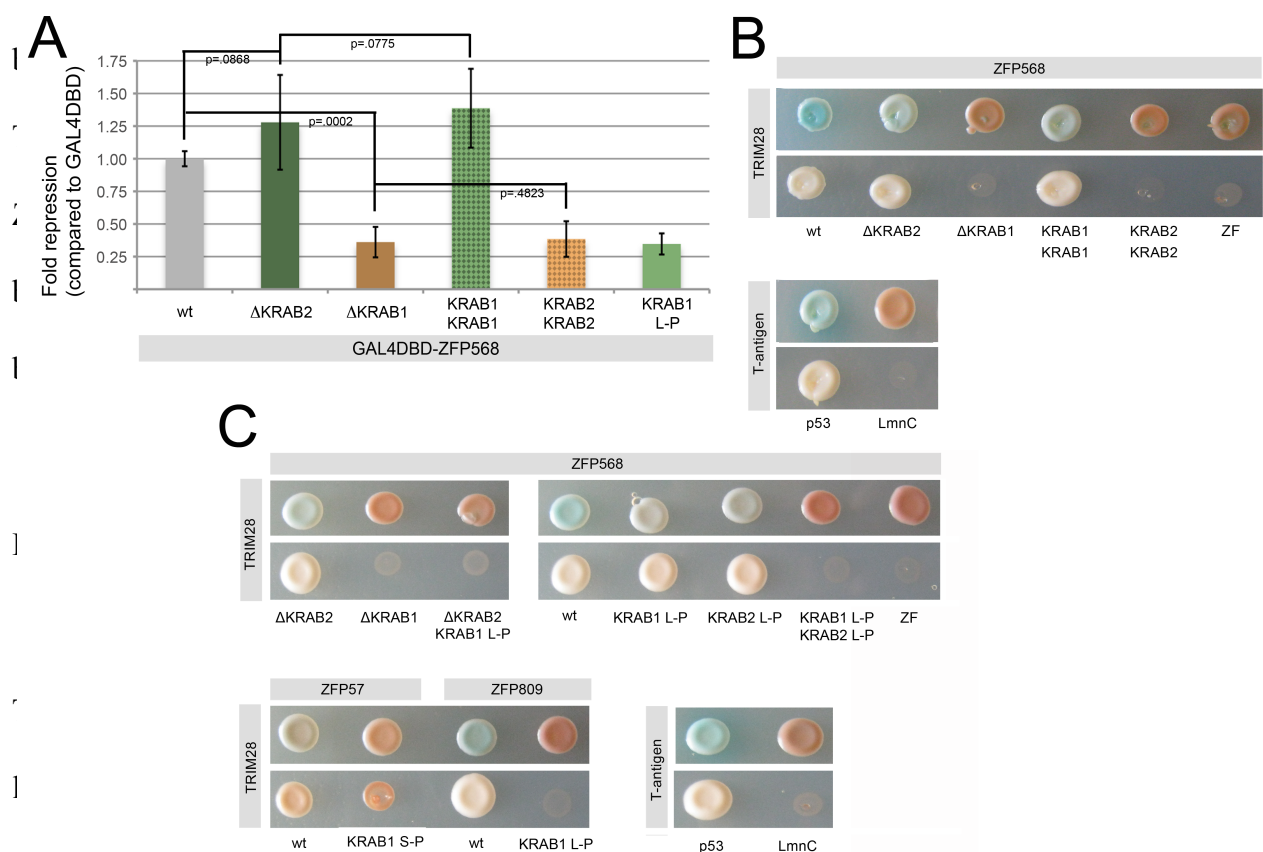 A
p=.0775
p=.0868
p=.0002
p=.4823
Fold repression
(compared to GAL4DBD)
1.75
1.50
1.25
1.00
0.75
0.50
0.25
wt
ΔKRAB2
ΔKRAB1
KRAB1
KRAB1
KRAB2
KRAB2
KRAB1
L-P
GAL4DBD-ZFP568
B
ZFP568
TRIM28
wt
ΔKRAB2
ΔKRAB1
KRAB1
KRAB1
KRAB2
KRAB2
ZF
T-antigen
p53
LmnC
C
ZFP568
TRIM28
ΔKRAB2
ΔKRAB1
ΔKRAB2
KRAB1 L-P
wt
KRAB1 L-P
KRAB2 L-P
KRAB1 L-P
KRAB2 L-P
ZF
ZFP57
ZFP809
TRIM28
wt
KRAB1 S-P
wt
KRAB1 L-P
T-antigen
p53
LmnC